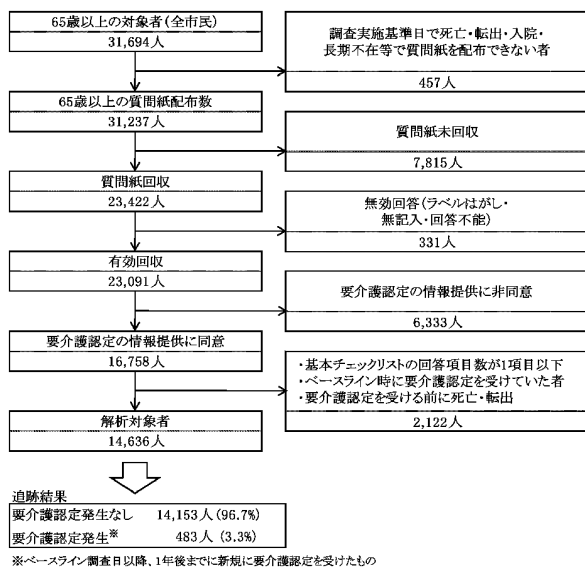 65歳以上の対象者(全市民)
31,694人
調査実施基準日で死亡・転出・入院・
長期不在等で質問紙を配布できない者
457人
65歳以上の質問紙配布数
31,237人
質問紙未回収
7,815人
質問紙回収
23,422人
無効回答(ラベルはがし・
無記入・回答不能)
331人
有効回収
23,091人
要介護認定の情報提供に非同意
6,333人
要介護認定の情報提供に同意
16,758人
・基本チェックリストの回答項目数が1項目以下
・ベースライン時に要介護認定を受けていた者
・要介護認定を受ける前に死亡・転出
2,122人
解析対象者
14,636人
追跡結果
要介護認定発生なし 14,153人(96.7%)
要介護認定発生※ 483人(3.3%)
※ベースライン調査日以降、1年後までに新規に要介護認定を受けたもの